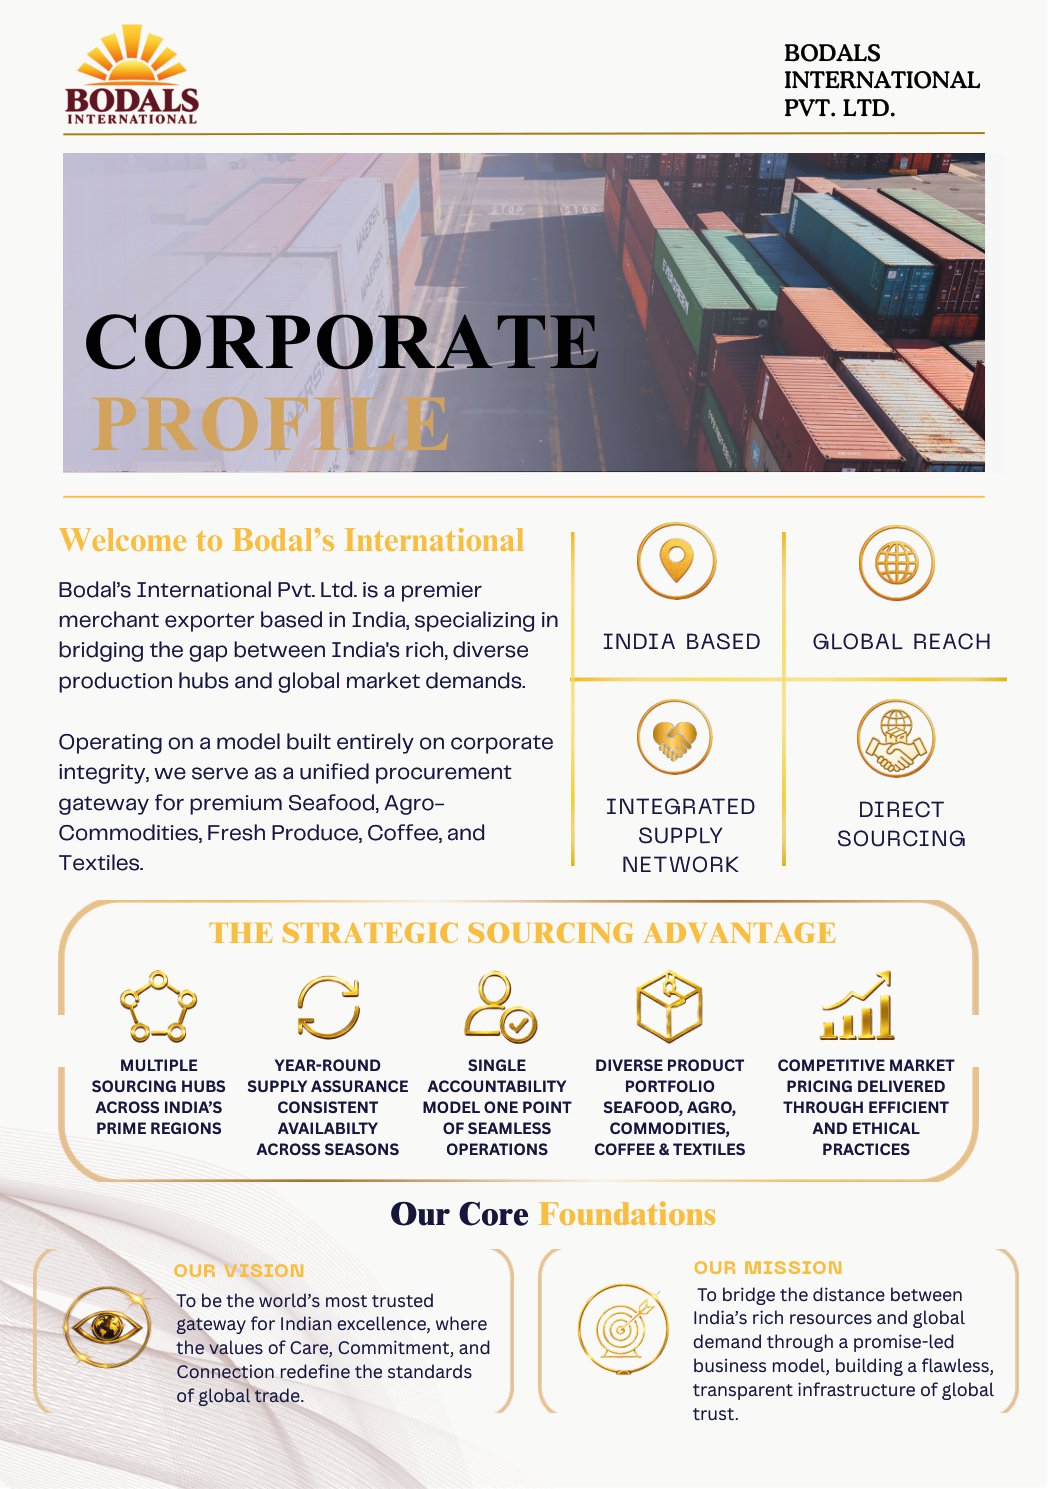 BODALS
INTERNATIONAL
BODALS
INTERNATIONAL
PVT. LTD.
STOP
STOP
MAERSK
EVERGREEN
CORPORATE
PROFILE
Welcome to Bodal’s International
Bodal’s International Pvt. Ltd. is a premier
merchant exporter based in India, specializing in
bridging the gap between India's rich, diverse
production hubs and global market demands.
Operating on a model built entirely on corporate
integrity, we serve as a unified procurement
gateway for premium Seafood, Agro-
Commodities, Fresh Produce, Coffee, and
Textiles.
INDIA BASED
GLOBAL REACH
INTEGRATED
SUPPLY
NETWORK
DIRECT
SOURCING
THE STRATEGIC SOURCING ADVANTAGE
MULTIPLE
SOURCING HUBS
ACROSS INDIA’S
PRIME REGIONS
YEAR-ROUND
SUPPLY ASSURANCE
CONSISTENT
AVAILABILTY
ACROSS SEASONS
SINGLE
ACCOUNTABILITY
MODEL ONE POINT
OF SEAMLESS
OPERATIONS
DIVERSE PRODUCT
PORTFOLIO
SEAFOOD, AGRO,
COMMODITIES,
COFFEE & TEXTILES
COMPETITIVE MARKET
PRICING DELIVERED
THROUGH EFFICIENT
AND ETHICAL
PRACTICES
Our Core Foundations
OUR VISION
To be the world’s most trusted
gateway for Indian excellence, where
the values of Care, Commitment, and
Connection redefine the standards
of global trade.
OUR MISSION
To bridge the distance between
India’s rich resources and global
demand through a promise-led
business model, building a flawless,
transparent infrastructure of global
trust.